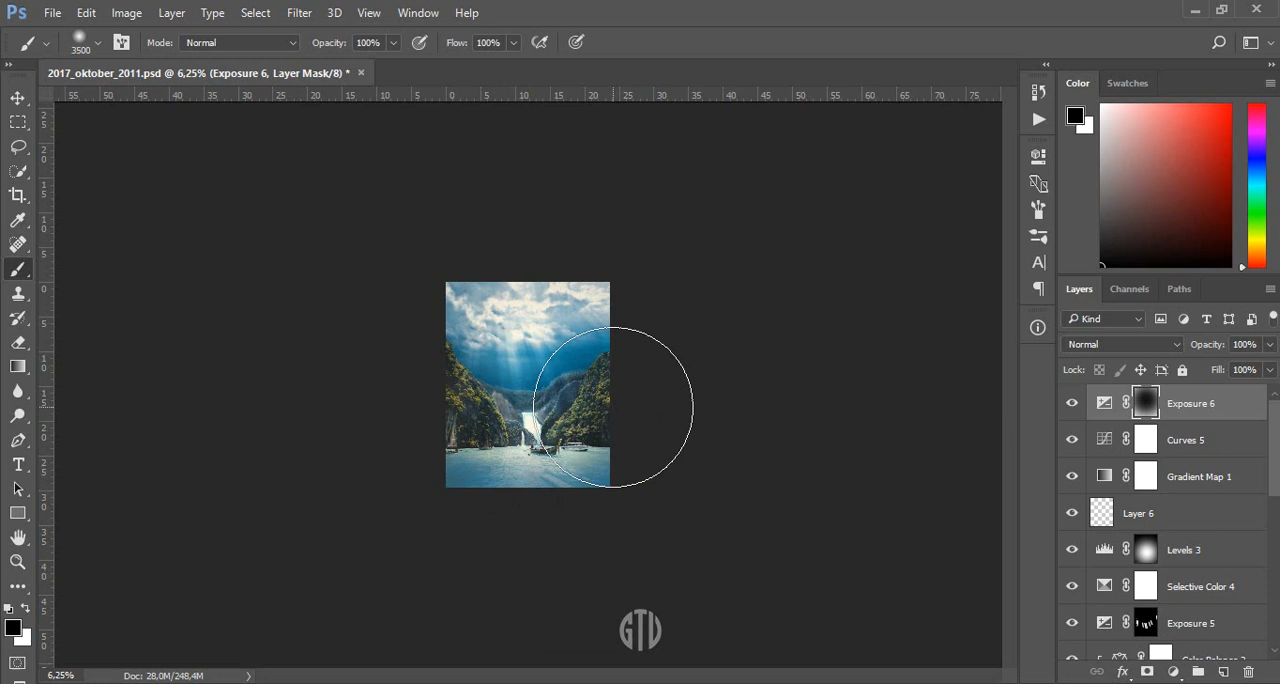 Ps File Edit Image Layer Type Select Filter 3D View Window Help
3500 Mode: Normal Opacity: 100% Flow: 100%
2017_oktober_2011.psd @ 6,25% (Exposure 6, Layer Mask/8) * ×
55 50 45 40 35 30 25 20 15 10 5 0 5 10 15 20 25 30 35 40 45 50 55 60 65 70 75
Color Swatches
Layers Channels Paths
Kind
Normal Opacity: 100%
Lock: Fill: 100%
Exposure 6
Curves 5
Gradient Map 1
Layer 6
Levels 3
Selective Color 4
Exposure 5
GTV
6,25% Doc: 28,0M/248,4M